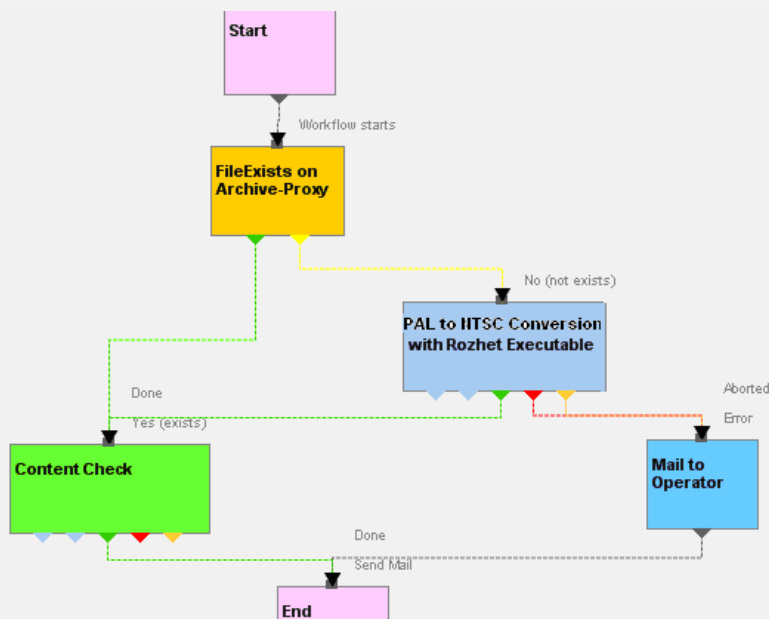 Start
Workflow starts
FileExists on
Archive-Proxy
No (not exists)
PAL to NTSC Conversion
with Rozhet Executable
Done
Yes (exists)
Aborted
Error
Content Check
Mail to
Operator
Done
Send Mail
End